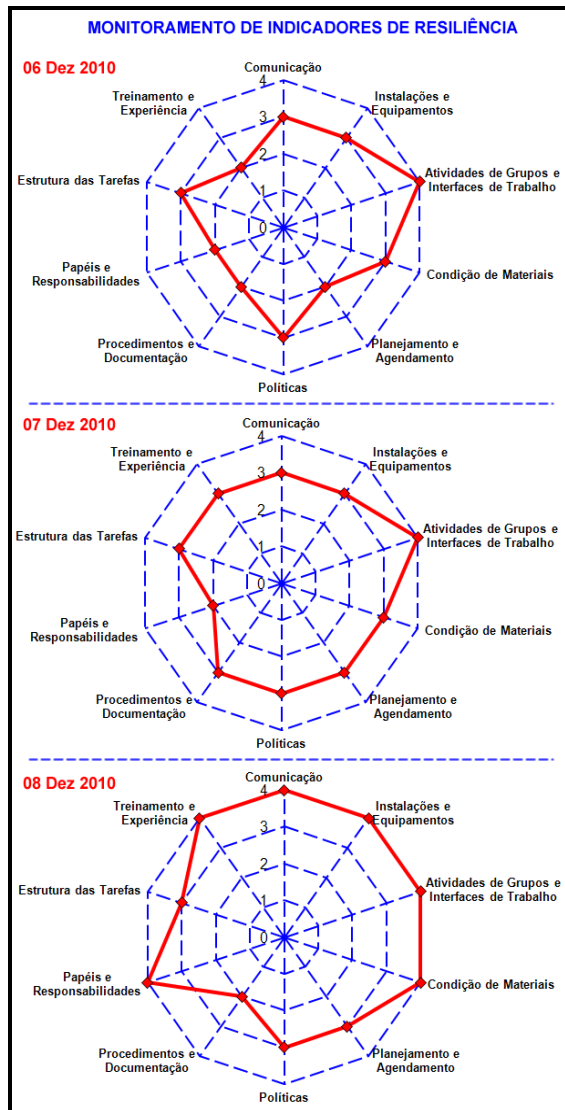 MONITORAMENTO DE INDICADORES DE RESILIÊNCIA
06 Dez 2010
Comunicação
4
3
2
1
0
Instalações e
Equipamentos
Atividades de Grupos e
Interfaces de Trabalho
Condição de Materiais
Planejamento e
Agendamento
Políticas
Procedimentos e
Documentação
Papéis e
Responsabilidades
Estrutura das Tarefas
Treinamento e
Experiência
07 Dez 2010
Comunicação
4
3
2
1
0
Instalações e
Equipamentos
Atividades de Grupos e
Interfaces de Trabalho
Condição de Materiais
Planejamento e
Agendamento
Políticas
Procedimentos e
Documentação
Papéis e
Responsabilidades
Estrutura das Tarefas
Treinamento e
Experiência
08 Dez 2010
Comunicação
4
3
2
1
0
Instalações e
Equipamentos
Atividades de Grupos e
Interfaces de Trabalho
Condição de Materiais
Planejamento e
Agendamento
Políticas
Procedimentos e
Documentação
Papéis e
Responsabilidades
Estrutura das Tarefas
Treinamento e
Experiência